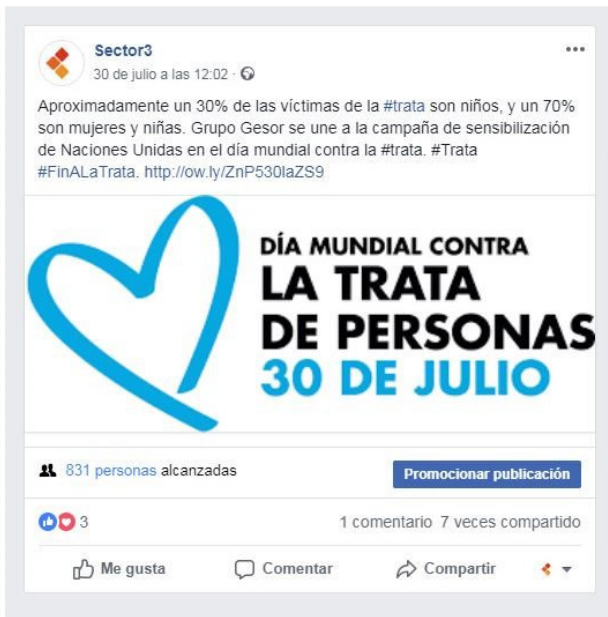 Sector3
30 de julio a las 12:02 ·
Aproximadamente un 30% de las víctimas de la #trata son niños, y un 70%
son mujeres y niñas. Grupo Gesor se une a la campaña de sensibilización
de Naciones Unidas en el día mundial contra la #trata. #Trata
#FinALaTrata. http://ow.ly/ZnP530laZS9
DÍA MUNDIAL CONTRA
LA TRATA
DE PERSONAS
30 DE JULIO
831 personas alcanzadas
Promocionar publicación
3
1 comentario 7 veces compartido
Me gusta
Comentar
Compartir